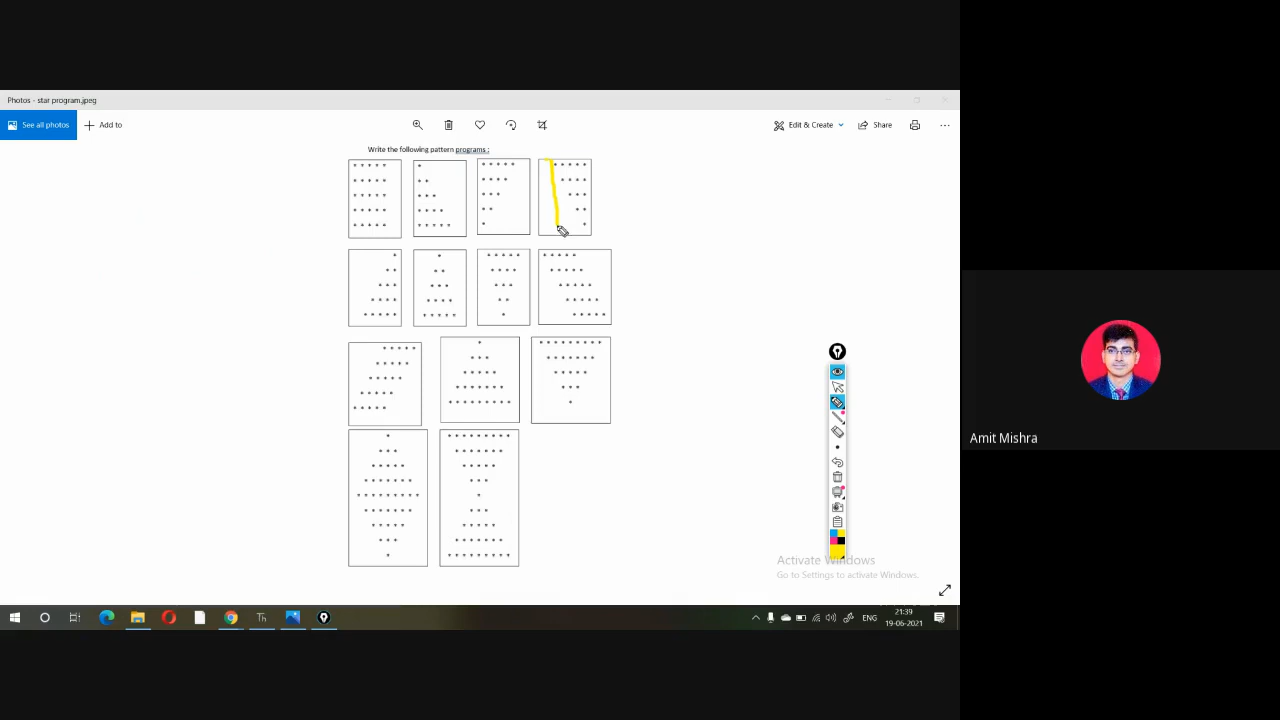 Photos - star program.jpeg
See all photos
Add to
Edit & Create
Share
Write the following pattern programs :
Amit Mishra
Activate Windows
Go to Settings to activate Windows.
Th
ENG
21:39
19-06-2021